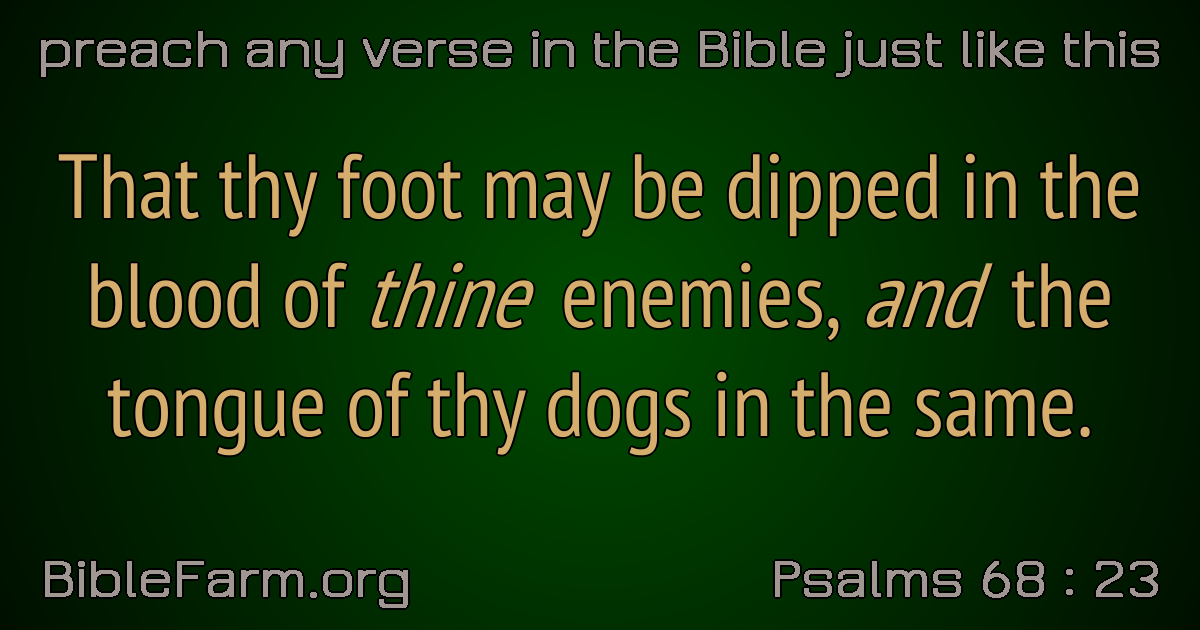 preach any verse in the Bible just like this
That thy foot may be dipped in the
blood of thine enemies, and the
tongue of thy dogs in the same.
BibleFarm.org
Psalms 68 : 23